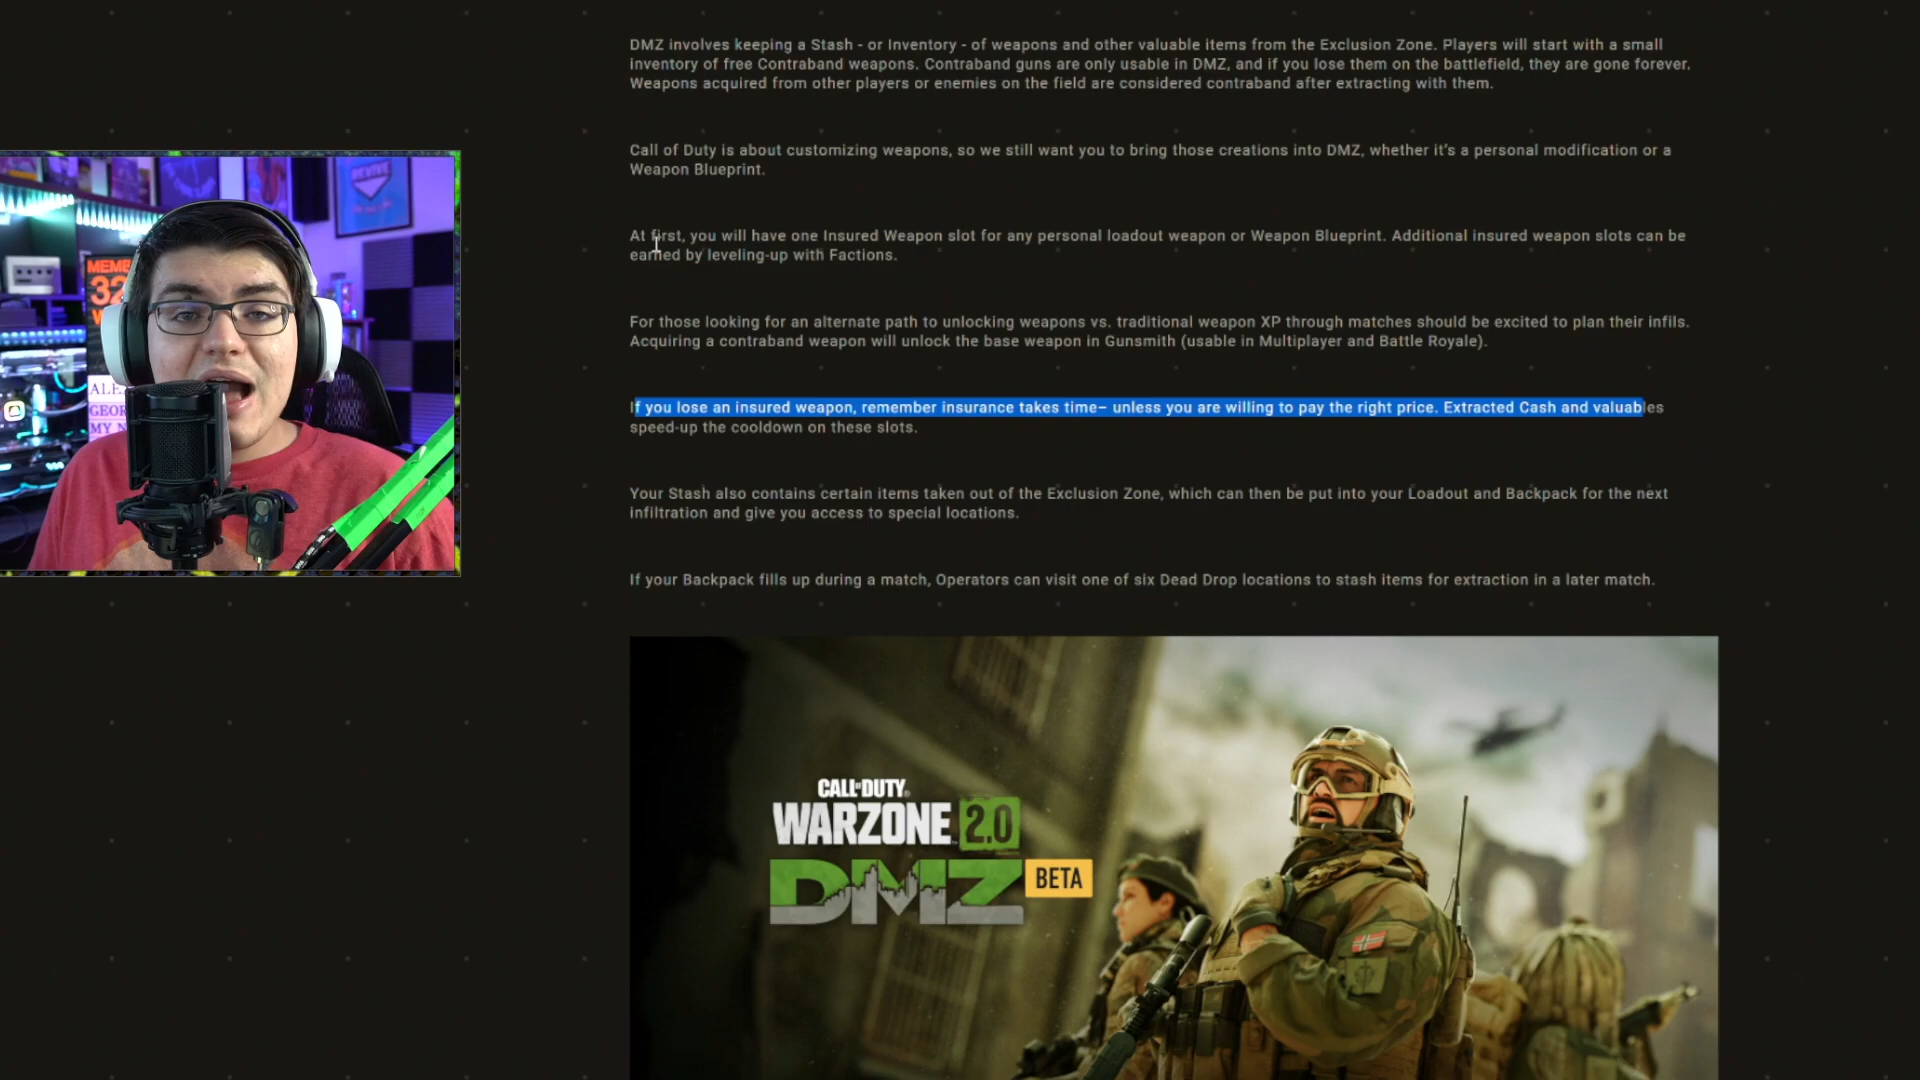 DMZ involves keeping a Stash - or Inventory - of weapons and other valuable items from the Exclusion Zone. Players will start with a small
inventory of free Contraband weapons. Contraband guns are only usable in DMZ, and if you lose them on the battlefield, they are gone forever.
Weapons acquired from other players or enemies on the field are considered contraband after extracting with them.
Call of Duty is about customizing weapons, so we still want you to bring those creations into DMZ, whether it's a personal modification or a
Weapon Blueprint.
At first, you will have one Insured Weapon slot for any personal loadout weapon or Weapon Blueprint. Additional insured weapon slots can be
earned by leveling-up with Factions.
For those looking for an alternate path to unlocking weapons vs. traditional weapon XP through matches should be excited to plan their infils.
Acquiring a contraband weapon will unlock the base weapon in Gunsmith (usable in Multiplayer and Battle Royale).
If you lose an insured weapon, remember insurance takes time– unless you are willing to pay the right price. Extracted Cash and valuables
speed-up the cooldown on these slots.
Your Stash also contains certain items taken out of the Exclusion Zone, which can then be put into your Loadout and Backpack for the next
infiltration and give you access to special locations.
If your Backpack fills up during a match, Operators can visit one of six Dead Drop locations to stash items for extraction in a later match.
REVIVE
MEMB
32
ALE
GEOR
MY N
CALL OF DUTY
WARZONE 2.0
DMZ BETA